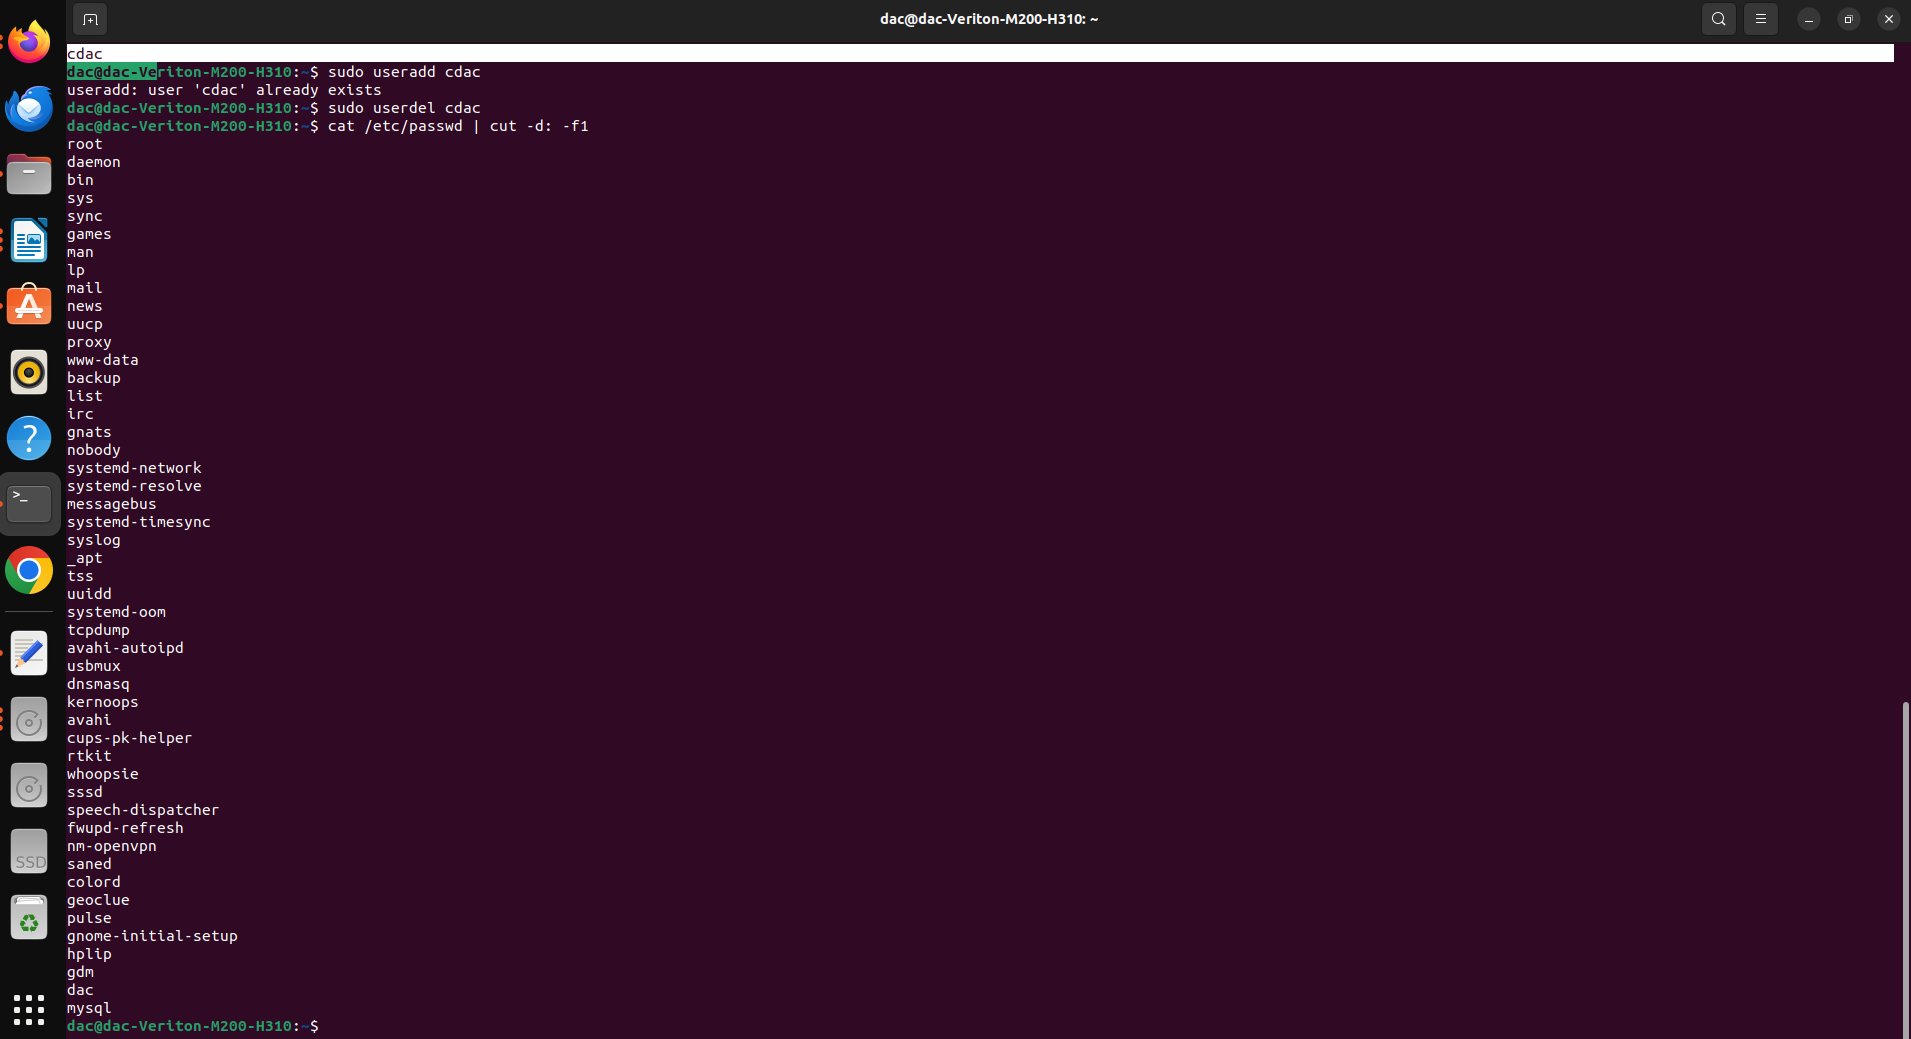 dac@dac-Veriton-M200-H310: ~
cdac
dac@dac-Veriton-M200-H310:~$ sudo useradd cdac
useradd: user 'cdac' already exists
dac@dac-Veriton-M200-H310:~$ sudo userdel cdac
dac@dac-Veriton-M200-H310:~$ cat /etc/passwd | cut -d: -f1
root
daemon
bin
sys
sync
games
man
lp
mail
news
uucp
proxy
www-data
backup
list
irc
gnats
nobody
systemd-network
systemd-resolve
messagebus
systemd-timesync
syslog
_apt
tss
uuidd
systemd-oom
tcpdump
avahi-autoipd
usbmux
dnsmasq
kernoops
avahi
cups-pk-helper
rtkit
whoopsie
sssd
speech-dispatcher
fwupd-refresh
nm-openvpn
saned
colord
geoclue
pulse
gnome-initial-setup
hplip
gdm
dac
mysql
dac@dac-Veriton-M200-H310:~$
SSD